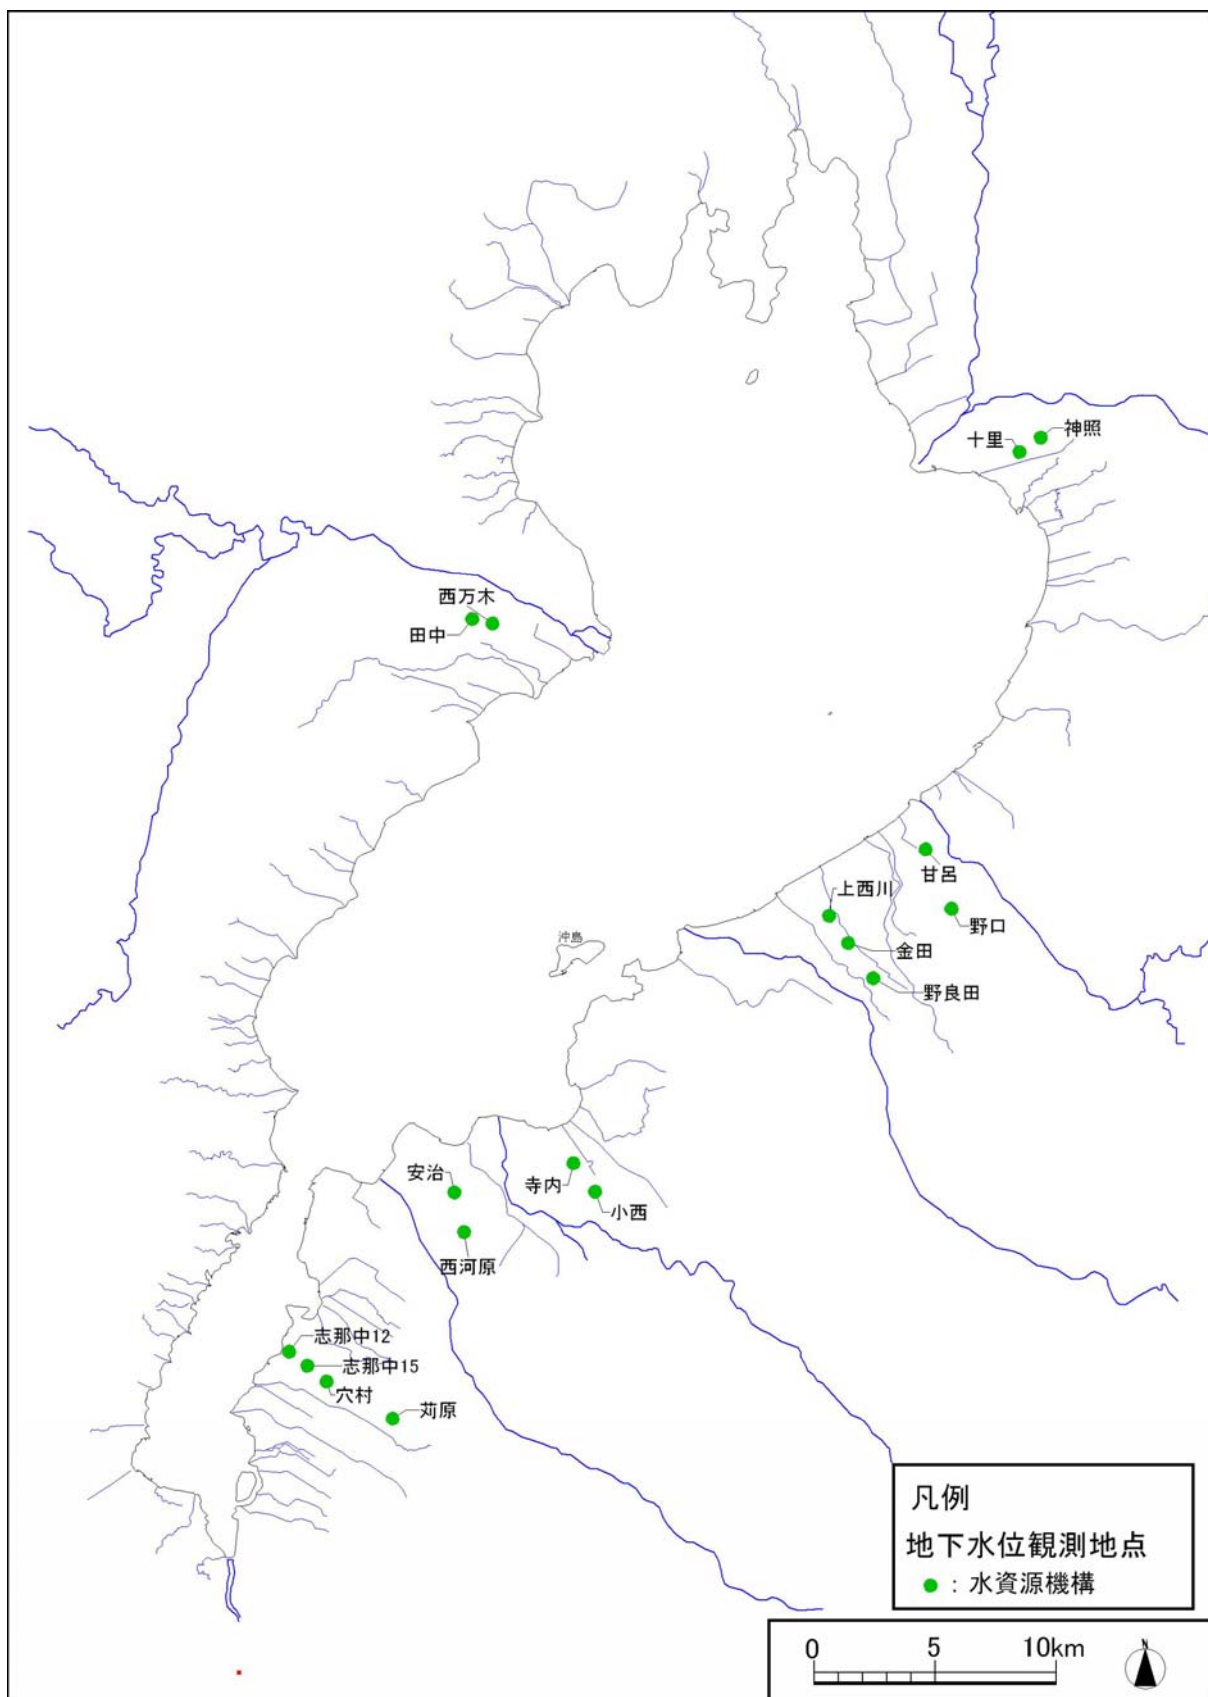 神照
十里
西万木
田中
甘呂
上西川
野口
沖島
金田
野良田
安治
寺内
小西
西河原
志那中12
志那中15
穴村
苅原
凡例
地下水位観測地点
：水資源機構
0 5 10km
N